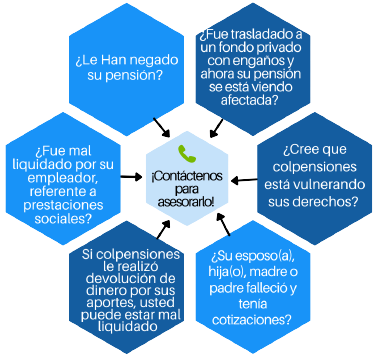 ¿Le Han negado
su pensión?
¿Fue trasladado a
un fondo privado
con engaños y
ahora su pensión
se está viendo
afectada?
¿Fue mal
liquidado por su
empleador,
referente a
prestaciones
sociales?
¡Contáctenos
para
asesorarlo!
¿Cree que
colpensiones
está vulnerando
sus derechos?
Si colpensiones
le realizó
devolución de
dinero por sus
aportes, usted
puede estar mal
liquidado
¿Su esposo(a),
hija(o), madre o
padre falleció y
tenía
cotizaciones?